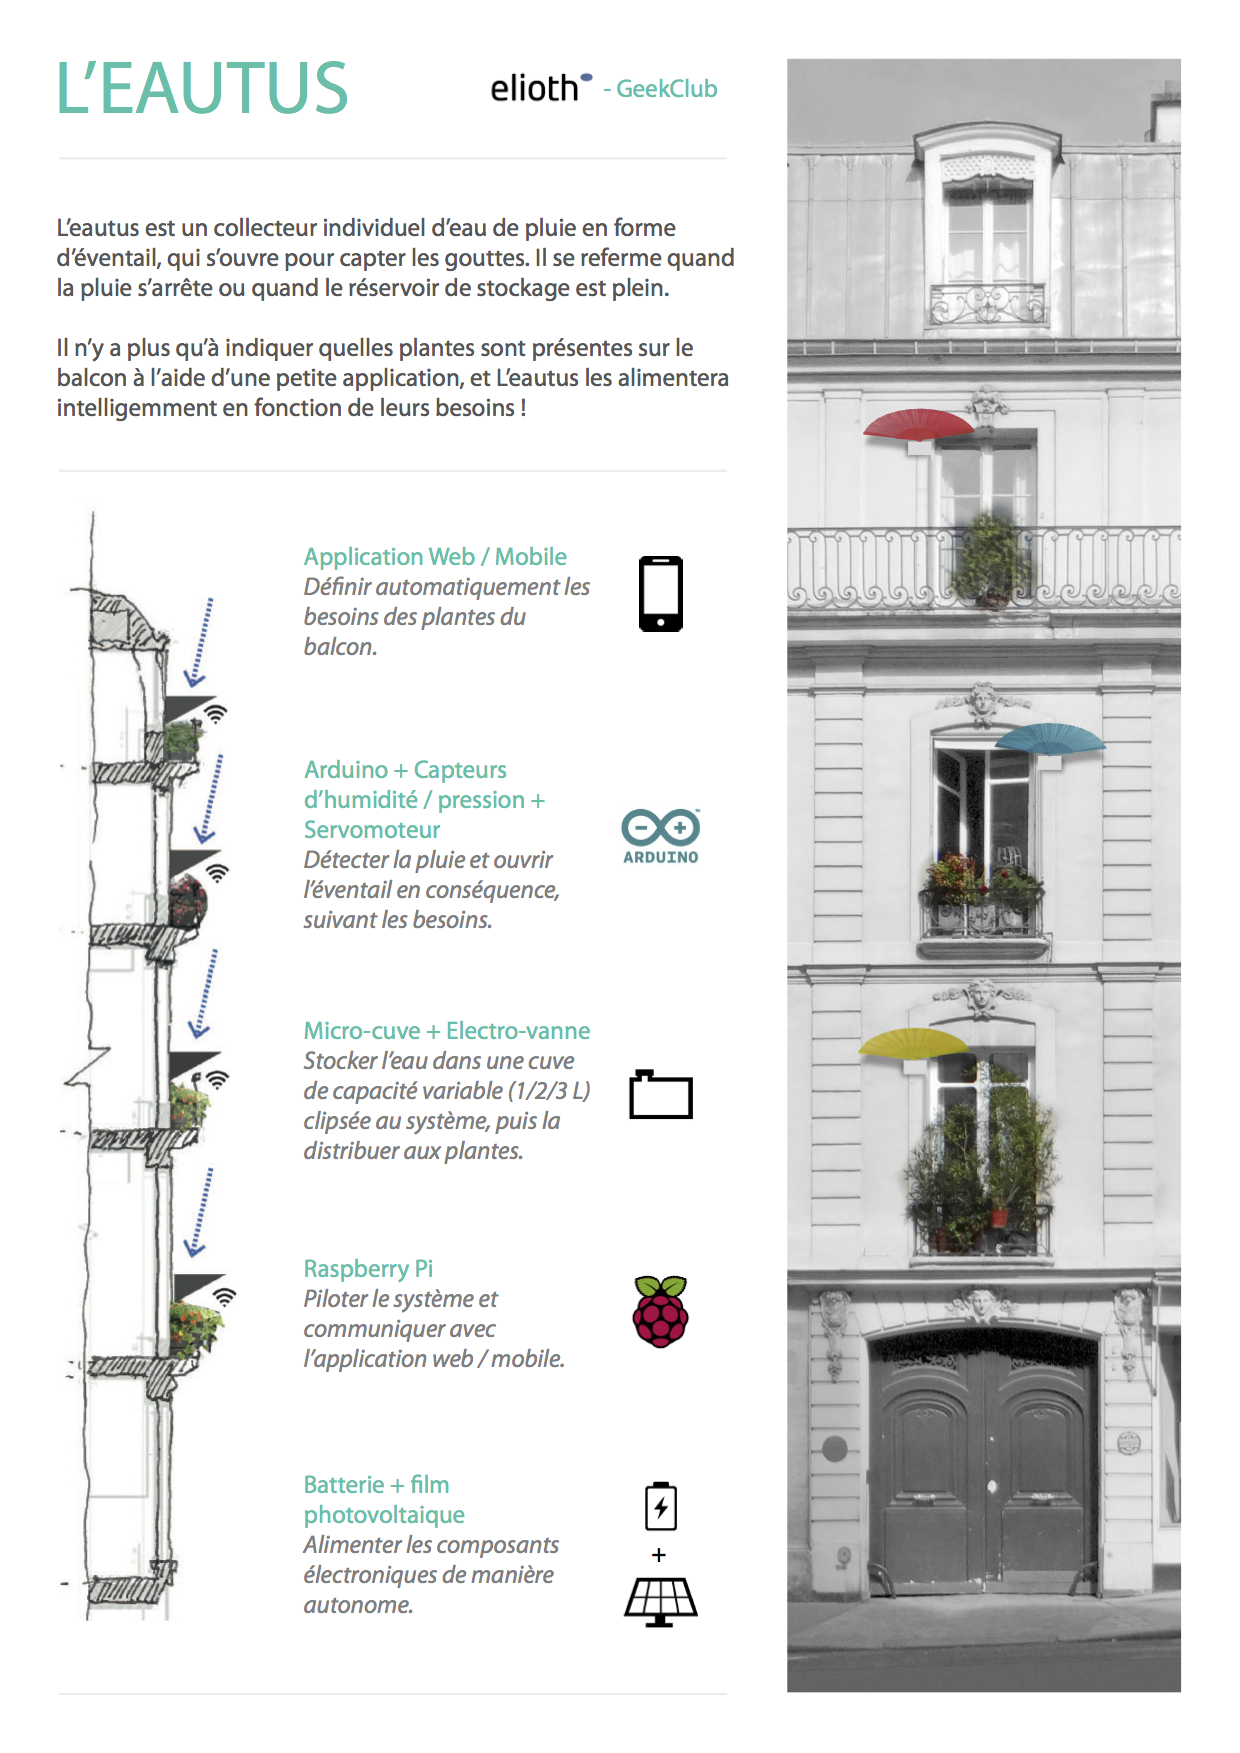 L’EAUTUS
elioth - GeekClub
L’eautus est un collecteur individuel d’eau de pluie en forme
d’éventail, qui s’ouvre pour capter les gouttes. Il se referme quand
la pluie s’arrête ou quand le réservoir de stockage est plein.
Il n’y a plus qu’à indiquer quelles plantes sont présentes sur le
balcon à l’aide d’une petite application, et L’eautus les alimentera
intelligemment en fonction de leurs besoins !
Application Web / Mobile
Définir automatiquement les
besoins des plantes du
balcon.
Arduino + Capteurs
d’humidité / pression +
Servomoteur
Détecter la pluie et ouvrir
l’éventail en conséquence,
suivant les besoins.
ARDUINO
Micro-cuve + Electro-vanne
Stocker l’eau dans une cuve
de capacité variable (1/2/3 L)
clipsée au système, puis la
distribuer aux plantes.
Raspberry Pi
Piloter le système et
communiquer avec
l’application web / mobile.
Batterie + film
photovoltaique
Alimenter les composants
électroniques de manière
autonome.
+